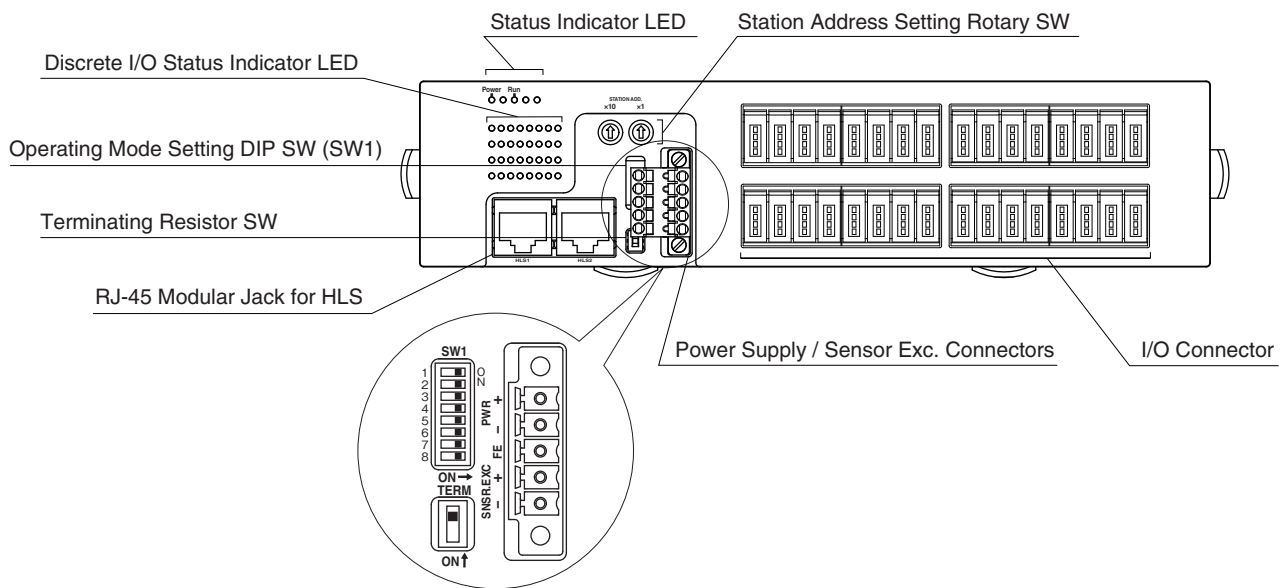 Status Indicator LED
Station Address Setting Rotary SW
Discrete I/O Status Indicator LED
Power Run
STATION ADD.
×10 ×1
Operating Mode Setting DIP SW (SW1)
Terminating Resistor SW
HLS1 HLS2
RJ-45 Modular Jack for HLS
Power Supply / Sensor Exc. Connectors
I/O Connector
SW1
1
2
3
4
5
6
7
8
ON
ON→
TERM
ON↑
PWR + –
FE
SNSR.EXC + –